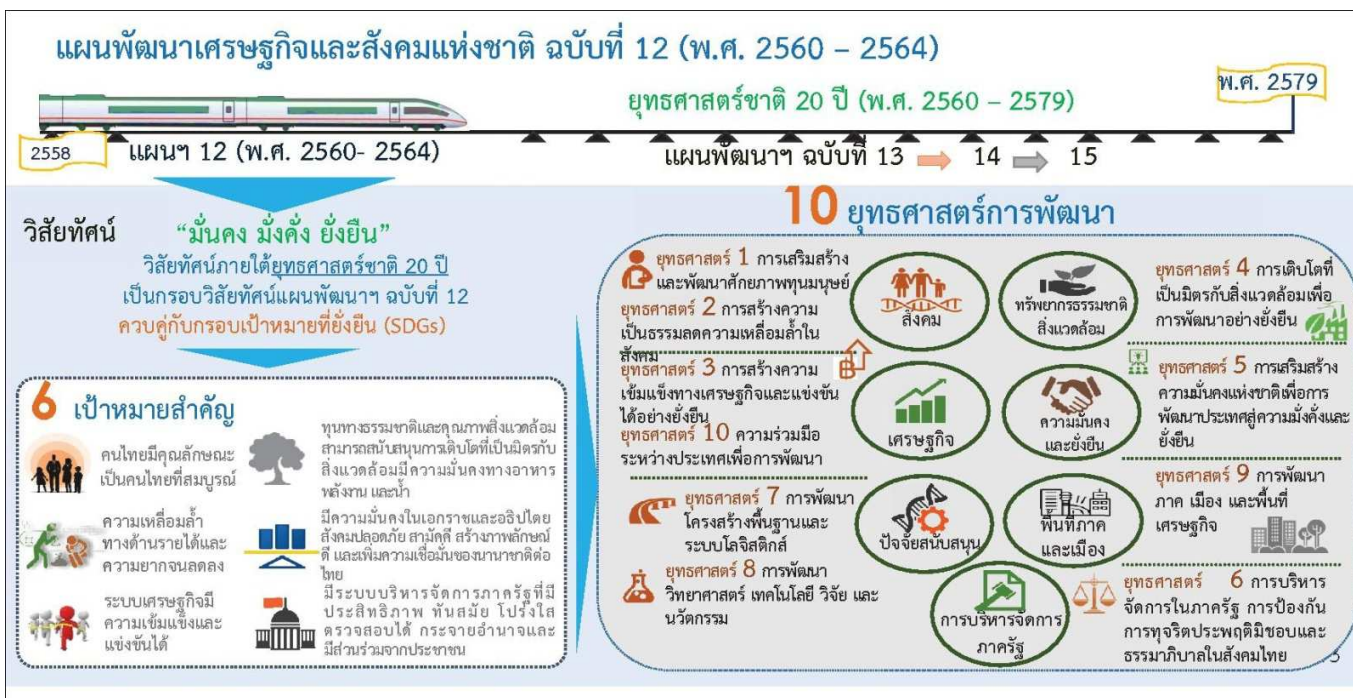 แผนพัฒนาเศรษฐกิจและสังคมแห่งชาติ ฉบับที่ 12 (พ.ศ. 2560 – 2564)
ยุทธศาสตร์ชาติ 20 ปี (พ.ศ. 2560 – 2579)
พ.ศ. 2579
2558
แผนฯ 12 (พ.ศ. 2560- 2564)
แผนพัฒนาฯ ฉบับที่ 13 14 15
วิสัยทัศน์
“มั่นคง มั่งคั่ง ยั่งยืน”
วิสัยทัศน์ภายใต้ยุทธศาสตร์ชาติ 20 ปี
เป็นกรอบวิสัยทัศน์แผนพัฒนาฯ ฉบับที่ 12
ควบคู่กับกรอบเป้าหมายที่ยั่งยืน (SDGs)
6 เป้าหมายสำคัญ
คนไทยมีคุณลักษณะ
เป็นคนไทยที่สมบูรณ์
ความเหลื่อมล้ำ
ทางด้านรายได้และ
ความยากจนลดลง
ระบบเศรษฐกิจมี
ความเข้มแข็งและ
แข่งขันได้
ทุนทางธรรมชาติและคุณภาพสิ่งแวดล้อม
สามารถสนับสนุนการเติบโตที่เป็นมิตรกับ
สิ่งแวดล้อมมีความมั่นคงทางอาหาร
พลังงาน และน้ำ
มีความมั่นคงในเอกราชและอธิปไตย
สังคมปลอดภัย สามัคคี สร้างภาพลักษณ์
ดี และเพิ่มความเชื่อมั่นของนานาชาติต่อ
ไทย
มีระบบบริหารจัดการภาครัฐที่มี
ประสิทธิภาพ ทันสมัย โปร่งใส
ตรวจสอบได้ กระจายอำนาจและ
มีส่วนร่วมจากประชาชน
10 ยุทธศาสตร์การพัฒนา
ยุทธศาสตร์ 1 การเสริมสร้าง
และพัฒนาศักยภาพทุนมนุษย์
ยุทธศาสตร์ 2 การสร้างความ
เป็นธรรมลดความเหลื่อมล้ำใน
สังคม
ยุทธศาสตร์ 3 การสร้างความ
เข้มแข็งทางเศรษฐกิจและแข่งขัน
ได้อย่างยั่งยืน
ยุทธศาสตร์ 10 ความร่วมมือ
ระหว่างประเทศเพื่อการพัฒนา
ยุทธศาสตร์ 7 การพัฒนา
โครงสร้างพื้นฐานและ
ระบบโลจิสติกส์
ยุทธศาสตร์ 8 การพัฒนา
วิทยาศาสตร์ เทคโนโลยี วิจัย และ
นวัตกรรม
สังคม
ทรัพยากรธรรมชาติ
สิ่งแวดล้อม
เศรษฐกิจ
ความมั่นคง
และยั่งยืน
ปัจจัยสนับสนุน
พื้นที่ภาค
และเมือง
การบริหารจัดการ
ภาครัฐ
ยุทธศาสตร์ 4 การเติบโตที่
เป็นมิตรกับสิ่งแวดล้อมเพื่อ
การพัฒนาอย่างยั่งยืน
ยุทธศาสตร์ 5 การเสริมสร้าง
ความมั่นคงแห่งชาติเพื่อการ
พัฒนาประเทศสู่ความมั่งคั่งและ
ยั่งยืน
ยุทธศาสตร์ 9 การพัฒนา
ภาค เมือง และพื้นที่
เศรษฐกิจ
ยุทธศาสตร์ 6 การบริหาร
จัดการในภาครัฐ การป้องกัน
การทุจริตประพฤติมิชอบและ
ธรรมาภิบาลในสังคมไทย